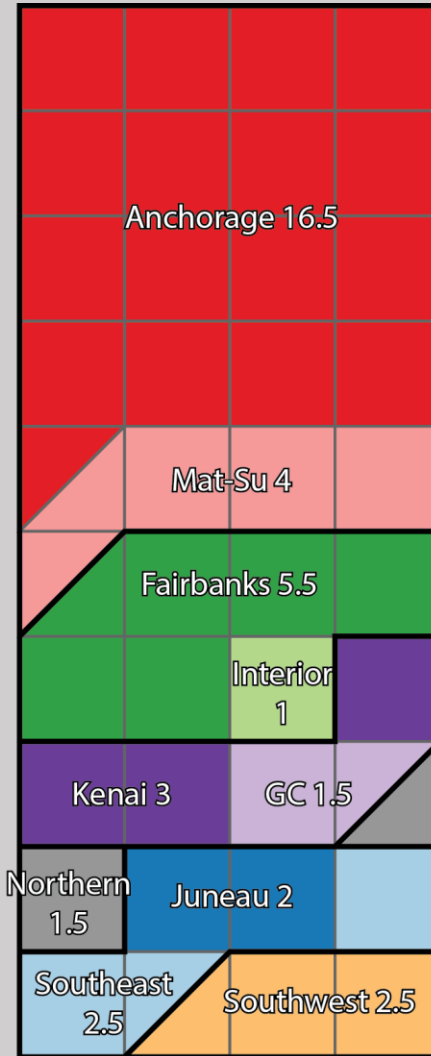 Anchorage 16.5
Mat-Su 4
Fairbanks 5.5
Interior
1
Kenai 3
GC 1.5
Northern
1.5
Juneau 2
Southeast
2.5
Southwest 2.5